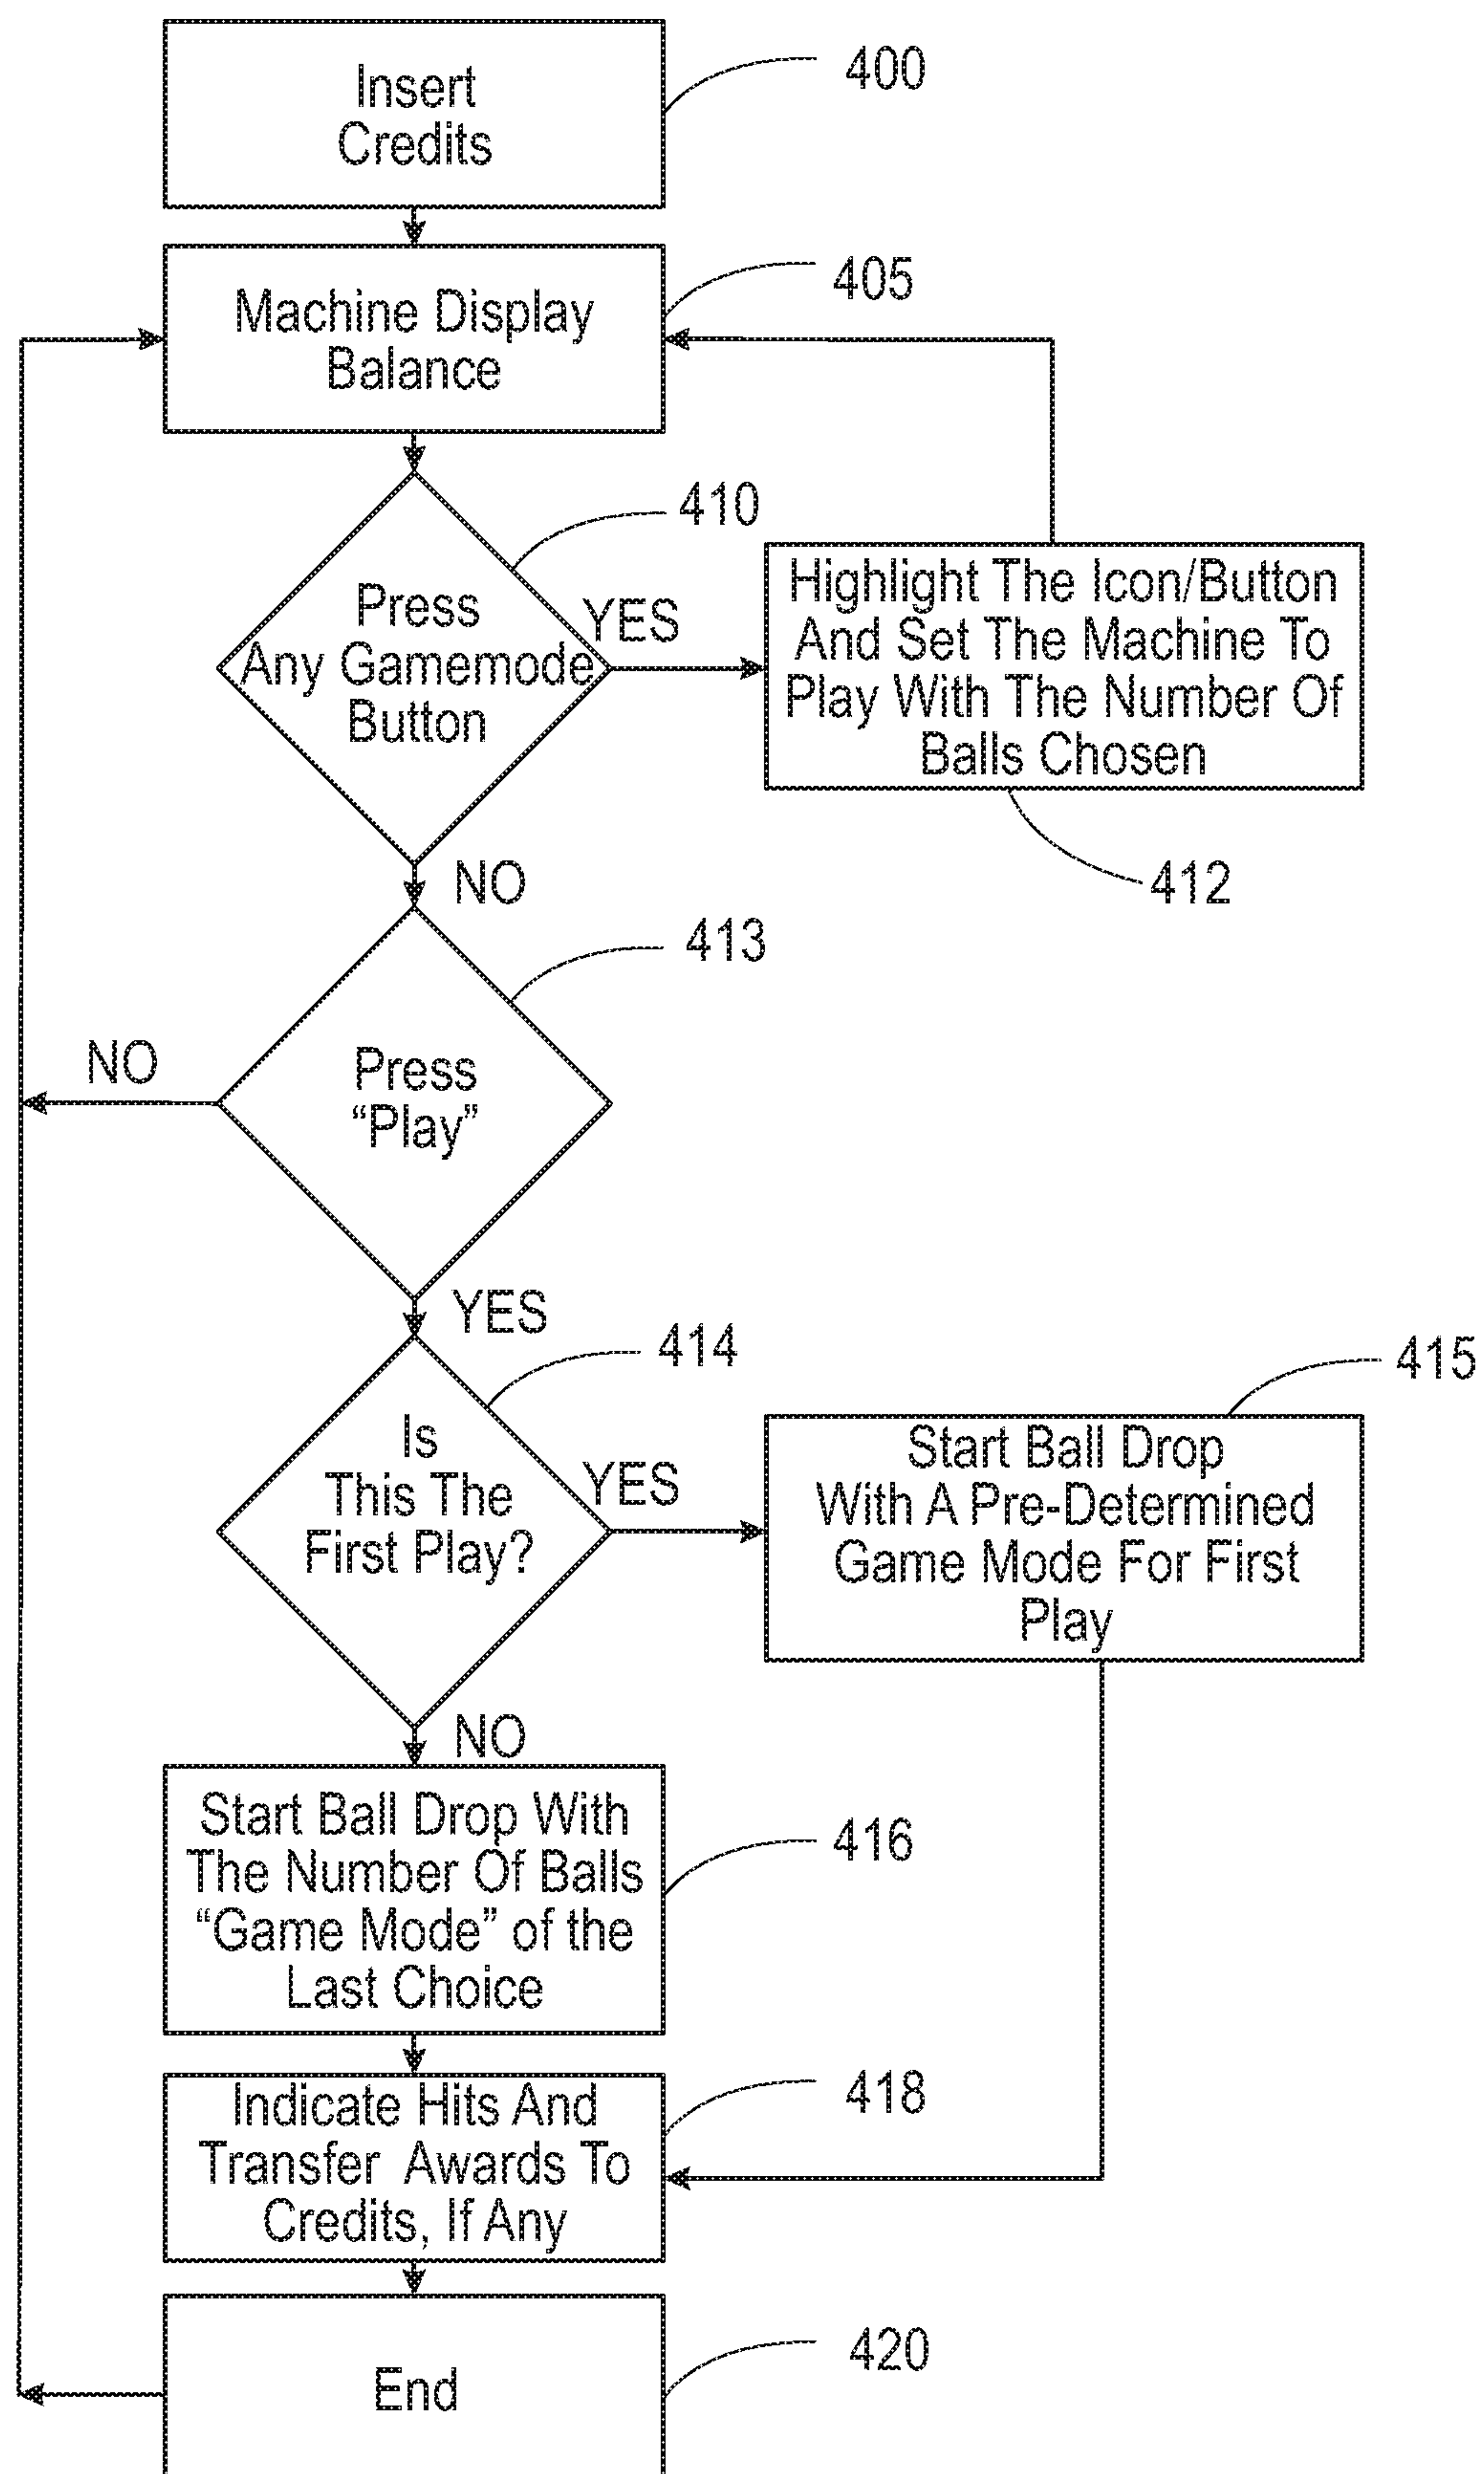 Insert
Credits
400
Machine Display
Balance
405
Press
Any Gamemode
Button
410
YES
Highlight The Icon/Button
And Set The Machine To
Play With The Number Of
Balls Chosen
412
NO
Press
“Play”
413
NO
YES
Is
This The
First Play?
414
YES
Start Ball Drop
With A Pre-Determined
Game Mode For First
Play
415
NO
Start Ball Drop With
The Number Of Balls
“Game Mode” of the
Last Choice
416
Indicate Hits And
Transfer Awards To
Credits, If Any
418
End
420